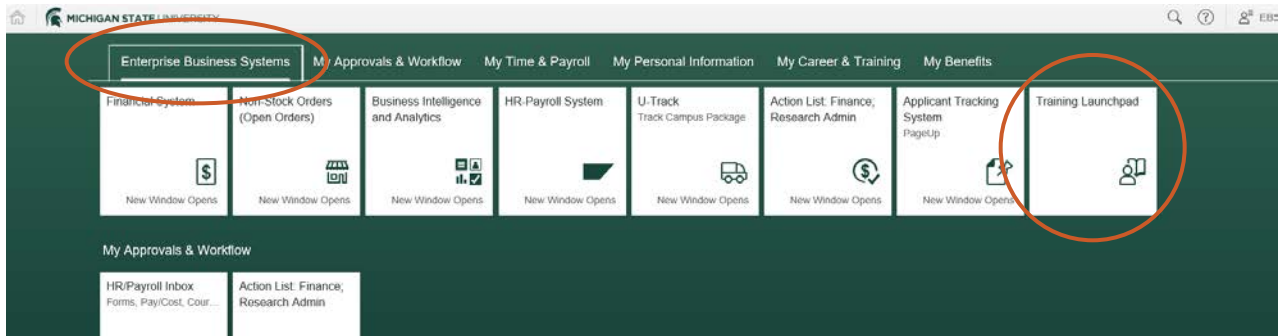 MICHIGAN STATE UNIVERSITY
EBS
Enterprise Business Systems
My Approvals & Workflow
My Time & Payroll
My Personal Information
My Career & Training
My Benefits
Financial System
New Window Opens
Non-Stock Orders
(Open Orders)
New Window Opens
Business Intelligence
and Analytics
New Window Opens
HR-Payroll System
New Window Opens
U-Track
Track Campus Package
New Window Opens
Action List: Finance;
Research Admin
New Window Opens
Applicant Tracking
System
PageUp
New Window Opens
Training Launchpad
My Approvals & Workflow
HR/Payroll Inbox
Forms, Pay/Cost, Cour...
Action List: Finance;
Research Admin